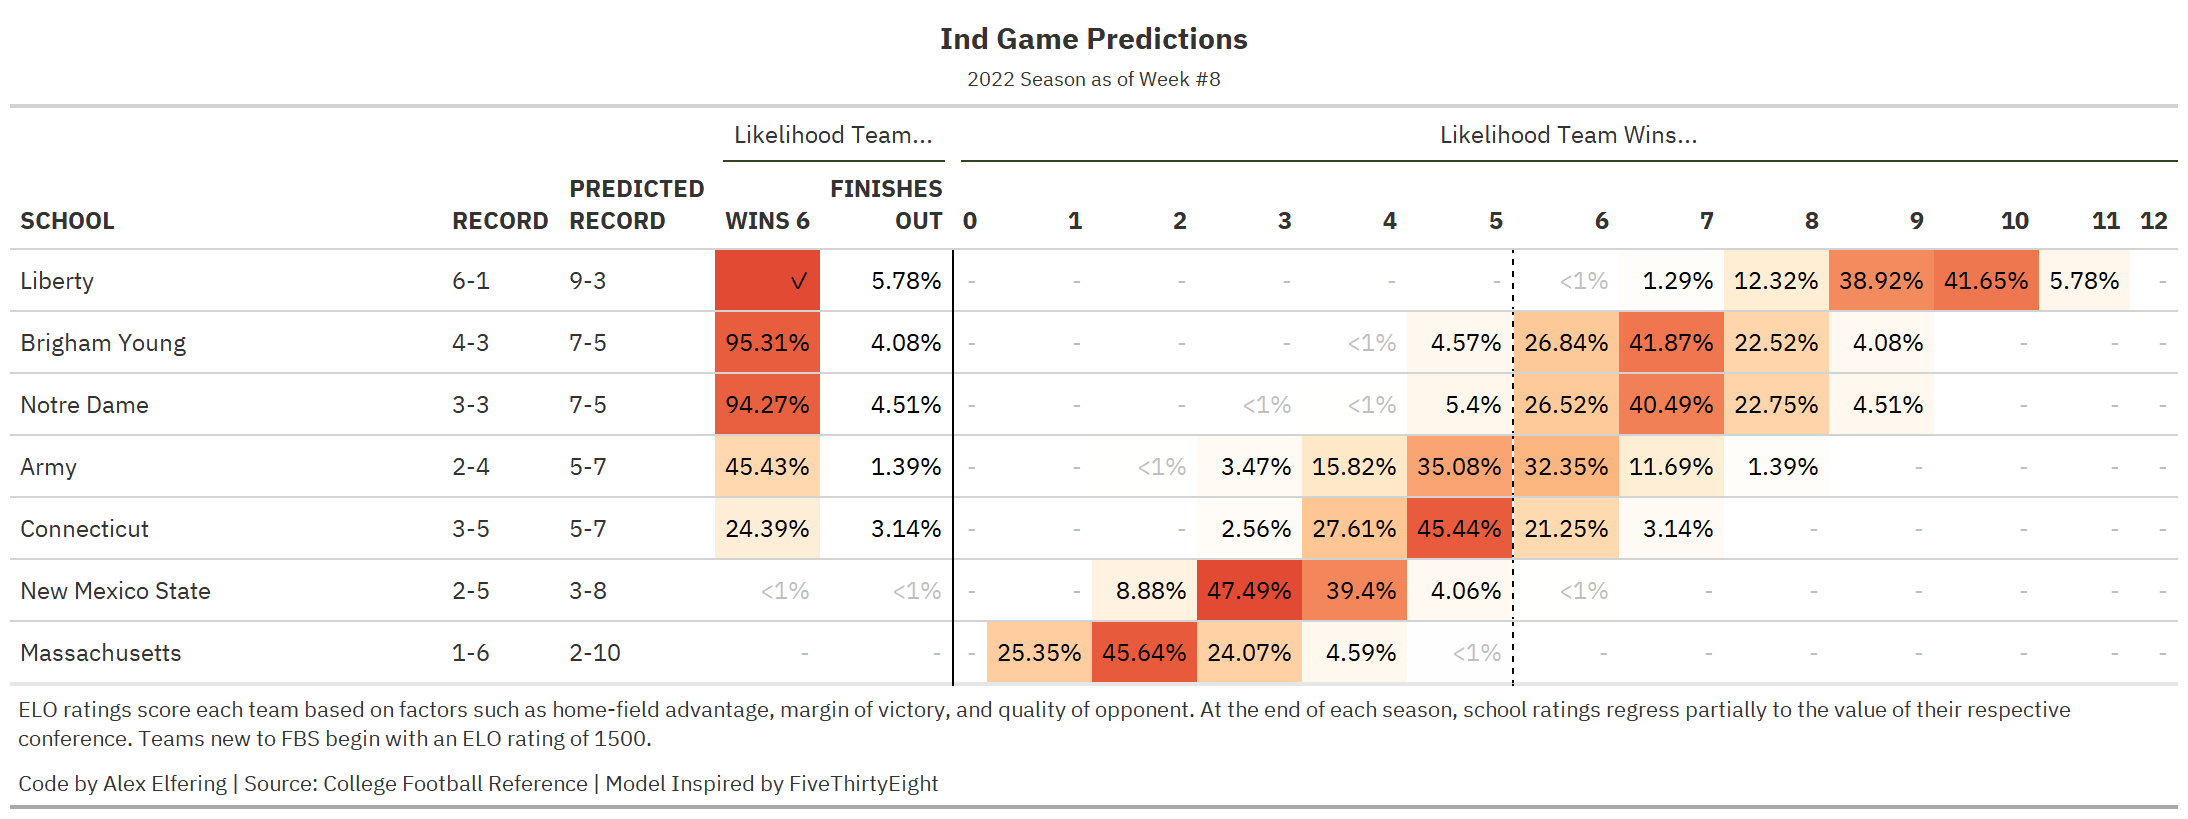 Ind Game Predictions
2022 Season as of Week #8
Likelihood Team... Likelihood Team Wins...
SCHOOL RECORD PREDICTED RECORD WINS 6 FINISHES OUT 0 1 2 3 4 5 6 7 8 9 10 11 12
Liberty 6-1 9-3 ✓ 5.78% - - - - - - <1% 1.29% 12.32% 38.92% 41.65% 5.78% -
Brigham Young 4-3 7-5 95.31% 4.08% - - - - <1% 4.57% 26.84% 41.87% 22.52% 4.08% - - -
Notre Dame 3-3 7-5 94.27% 4.51% - - - <1% <1% 5.4% 26.52% 40.49% 22.75% 4.51% - - -
Army 2-4 5-7 45.43% 1.39% - - <1% 3.47% 15.82% 35.08% 32.35% 11.69% 1.39% - - - -
Connecticut 3-5 5-7 24.39% 3.14% - - - 2.56% 27.61% 45.44% 21.25% 3.14% - - - - -
New Mexico State 2-5 3-8 <1% <1% - - 8.88% 47.49% 39.4% 4.06% <1% - - - - - -
Massachusetts 1-6 2-10 - - - 25.35% 45.64% 24.07% 4.59% <1% - - - - - - -
ELO ratings score each team based on factors such as home-field advantage, margin of victory, and quality of opponent. At the end of each season, school ratings regress partially to the value of their respective
conference. Teams new to FBS begin with an ELO rating of 1500.
Code by Alex Elfering | Source: College Football Reference | Model Inspired by FiveThirtyEight